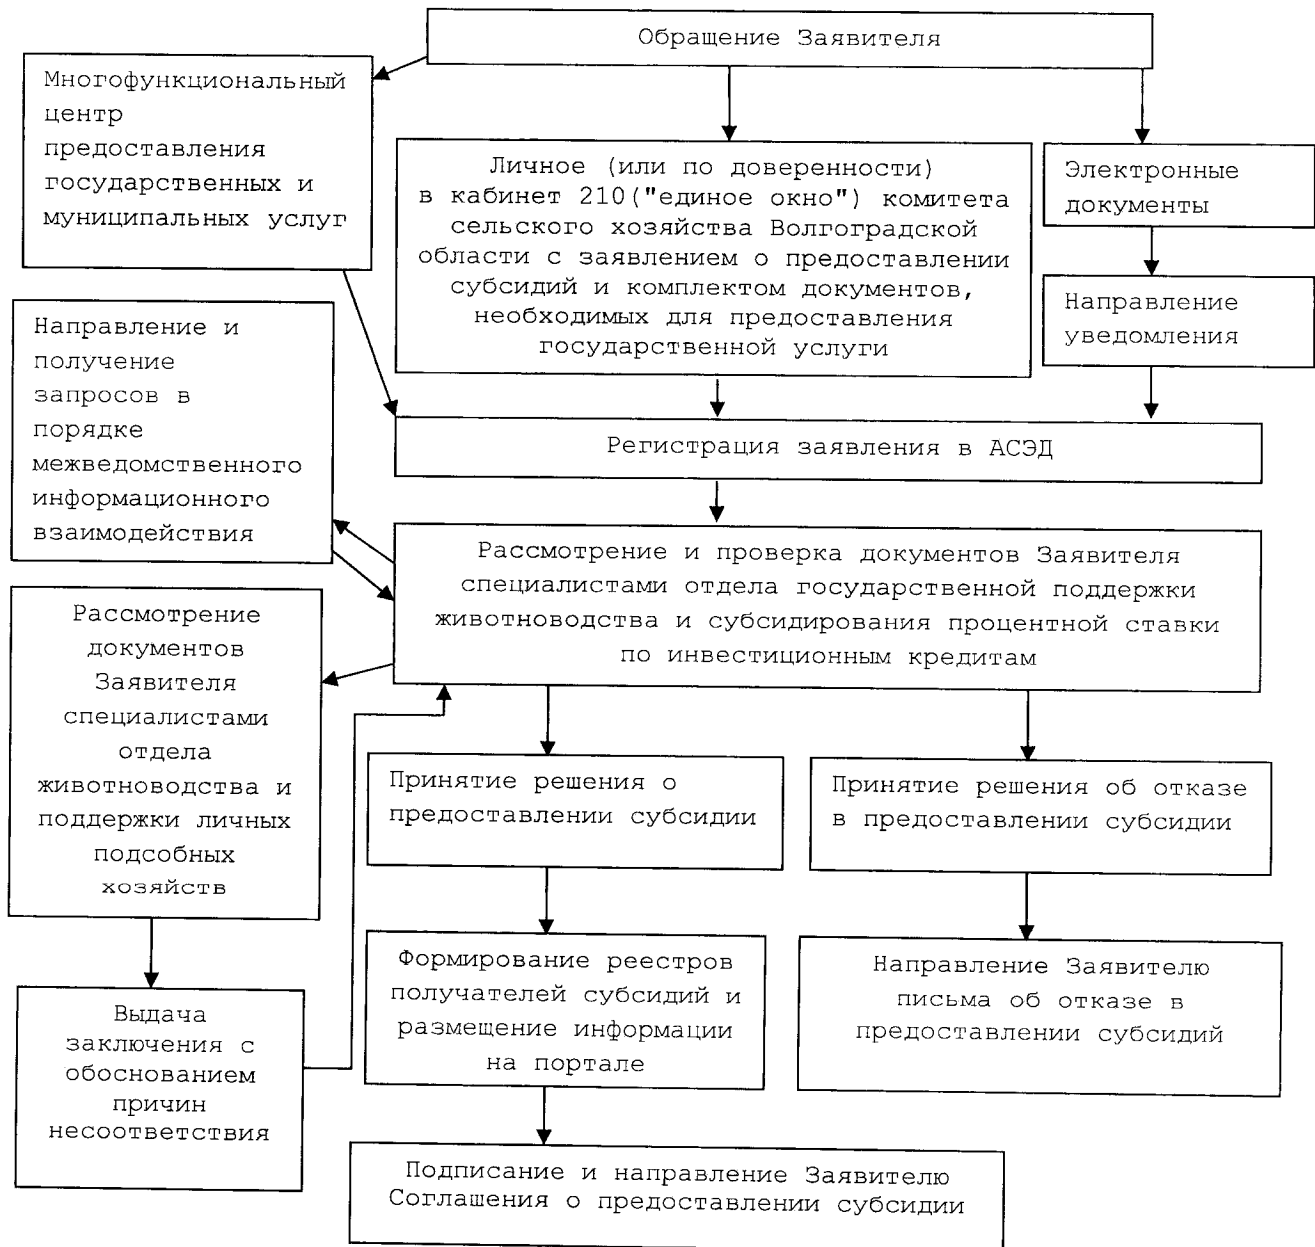 Обращение Заявителя
Многофункциональный
центр
предоставления
государственных и
муниципальных услуг
Личное (или по доверенности)
в кабинет 210("единое окно") комитета
сельского хозяйства Волгоградской
области с заявлением о предоставлении
субсидий и комплектом документов,
необходимых для предоставления
государственной услуги
Электронные
документы
Направление
уведомления
Направление и
получение
запросов в
порядке
межведомственного
информационного
взаимодействия
Регистрация заявления в АСЭД
Рассмотрение и проверка документов Заявителя
специалистами отдела государственной поддержки
животноводства и субсидирования процентной ставки
по инвестиционным кредитам
Рассмотрение
документов
Заявителя
специалистами
отдела
животноводства и
поддержки личных
подсобных
хозяйств
Принятие решения о
предоставлении субсидии
Принятие решения об отказе
в предоставлении субсидии
Формирование реестров
получателей субсидий и
размещение информации
на портале
Направление Заявителю
письма об отказе в
предоставлении субсидий
Выдача
заключения с
обоснованием
причин
несоответствия
Подписание и направление Заявителю
Соглашения о предоставлении субсидии